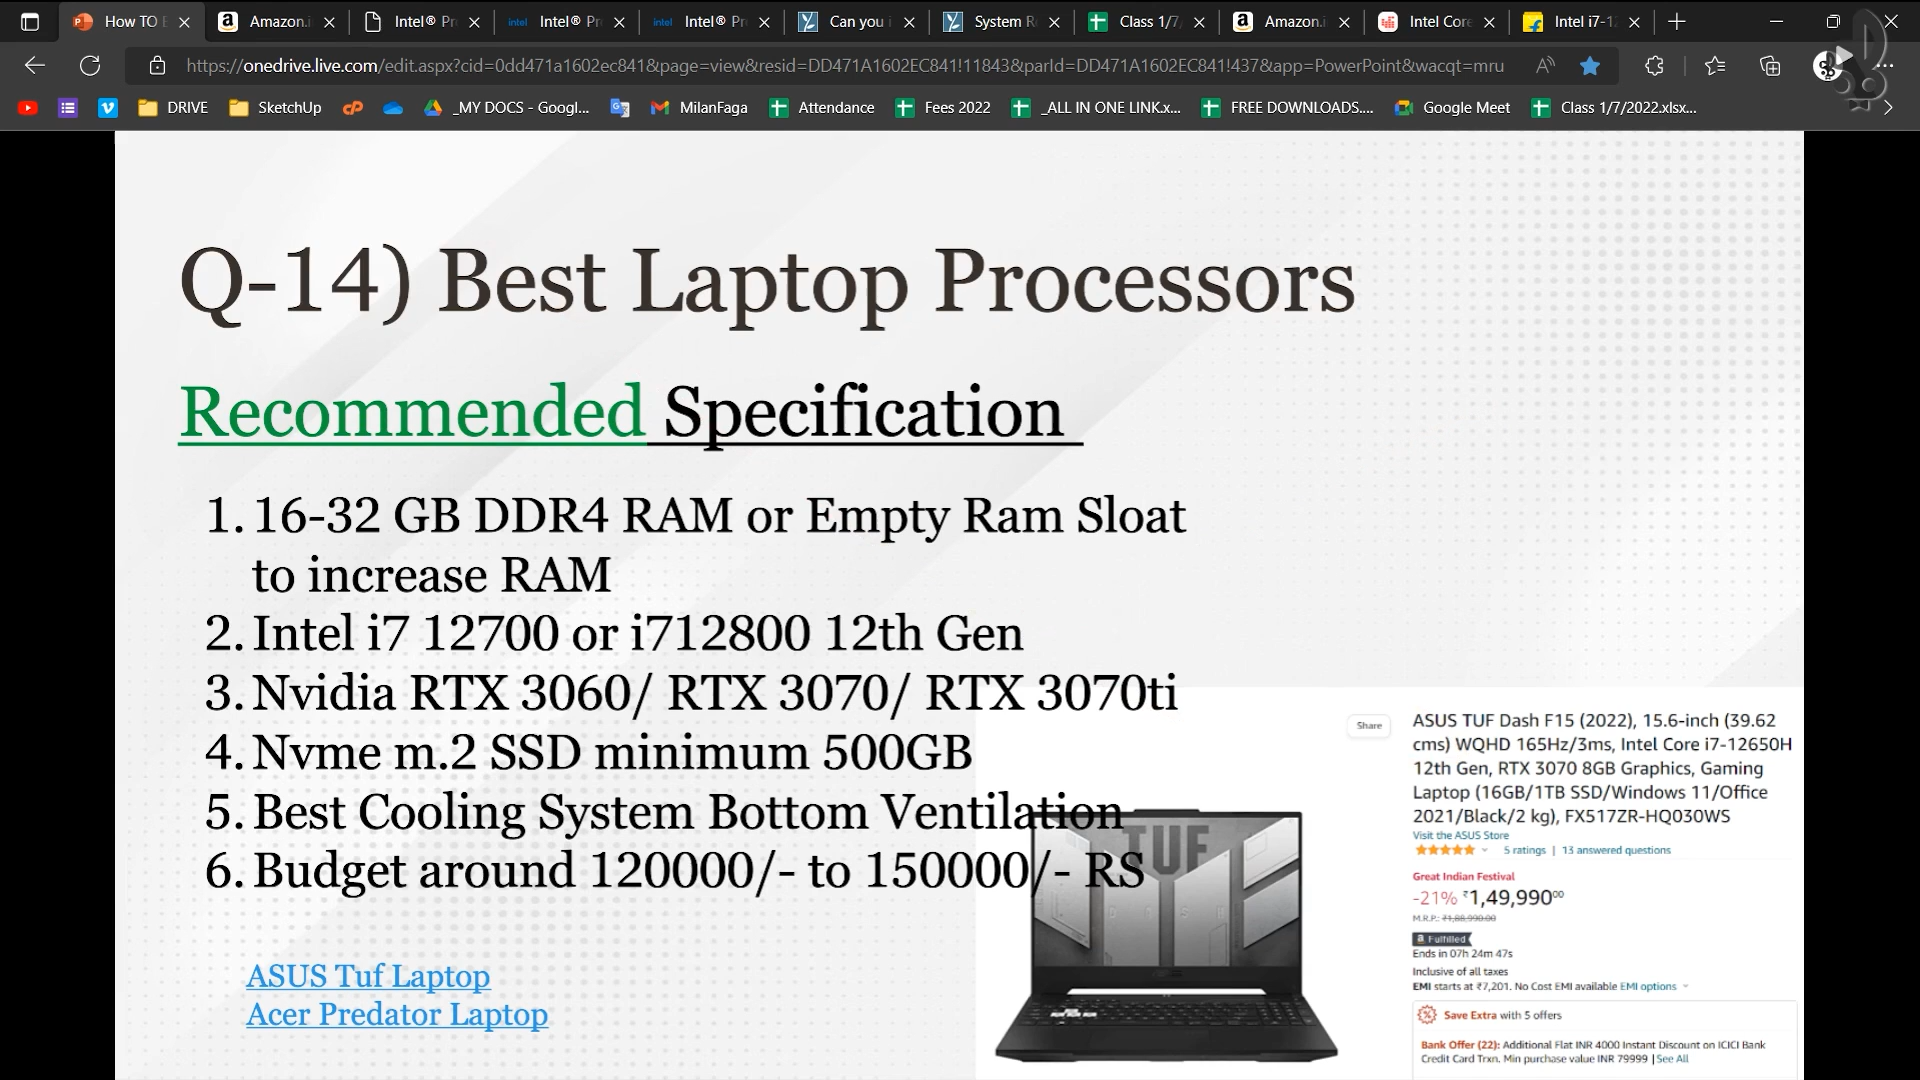 How TO
Amazon.i
Intel® Pr
Intel® Pr
Intel® Pr
Can you i
System R
Class 1/7
Amazon.i
Intel Core
Intel i7-1
https://onedrive.live.com/edit.aspx?cid=0dd471a1602ec841&page=view&resid=DD471A1602EC841!11843&parId=DD471A1602EC841!437&app=PowerPoint&wacqt=mru
DRIVE
SketchUp
_MY DOCS - Googl...
MilanFaga
Attendance
Fees 2022
_ALL IN ONE LINK.x...
FREE DOWNLOADS....
Google Meet
Class 1/7/2022.xlsx...
Q-14) Best Laptop Processors
Recommended Specification
1. 16-32 GB DDR4 RAM or Empty Ram Sloat
to increase RAM
2. Intel i7 12700 or i712800 12th Gen
3. Nvidia RTX 3060/ RTX 3070/ RTX 3070ti
4. Nvme m.2 SSD minimum 500GB
5. Best Cooling System Bottom Ventilation
6. Budget around 120000/- to 150000/- RS
ASUS Tuf Laptop
Acer Predator Laptop
TUF
DASH
Share
ASUS TUF Dash F15 (2022), 15.6-inch (39.62
cms) WQHD 165Hz/3ms, Intel Core i7-12650H
12th Gen, RTX 3070 8GB Graphics, Gaming
Laptop (16GB/1TB SSD/Windows 11/Office
2021/Black/2 kg), FX517ZR-HQ030WS
Visit the ASUS Store
5 ratings | 13 answered questions
Great Indian Festival
-21% ₹1,49,990⁰⁰
M.R.P.: ₹1,88,990.00
Fulfilled
Ends in 07h 24m 47s
Inclusive of all taxes
EMI starts at ₹7,201. No Cost EMI available EMI options
Save Extra with 5 offers
Bank Offer (22): Additional Flat INR 4000 Instant Discount on ICICI Bank
Credit Card Trxn. Min purchase value INR 79999 | See All